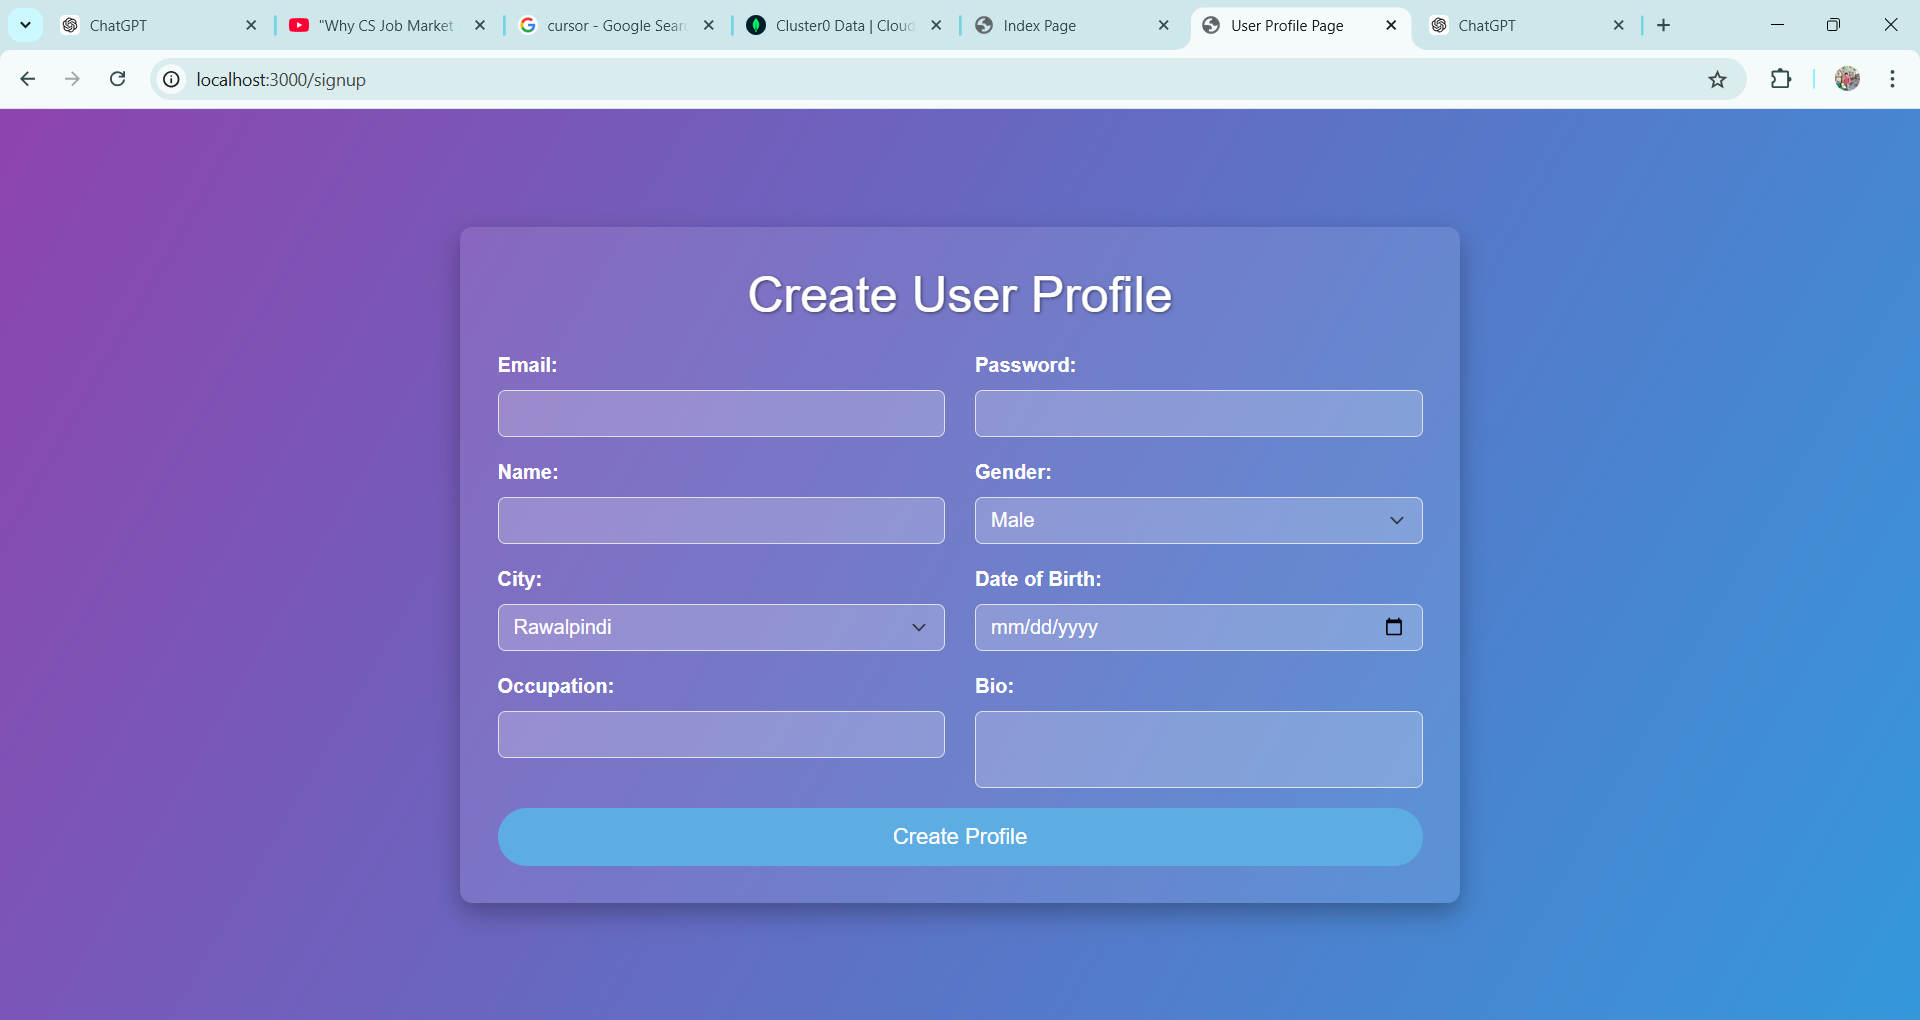 ChatGPT
"Why CS Job Market
cursor - Google Sear
Cluster0 Data | Cloud
Index Page
User Profile Page
ChatGPT
localhost:3000/signup
Create User Profile
Email:
Password:
Name:
Gender:
Male
City:
Date of Birth:
Rawalpindi
mm/dd/yyyy
Occupation:
Bio:
Create Profile